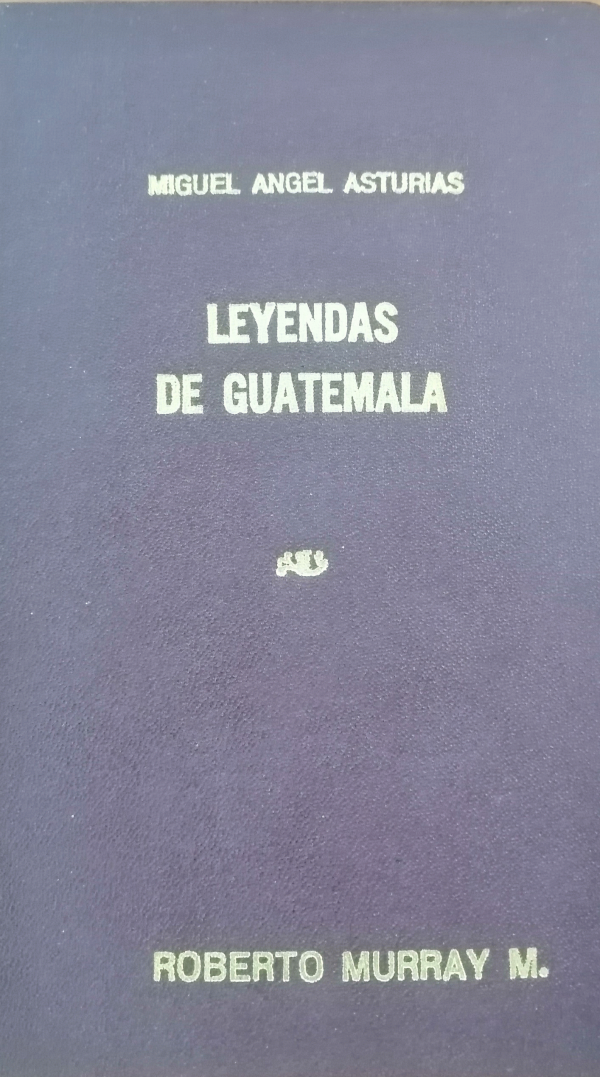 MIGUEL ANGEL ASTURIAS
LEYENDAS
DE GUATEMALA
ROBERTO MURRAY M.